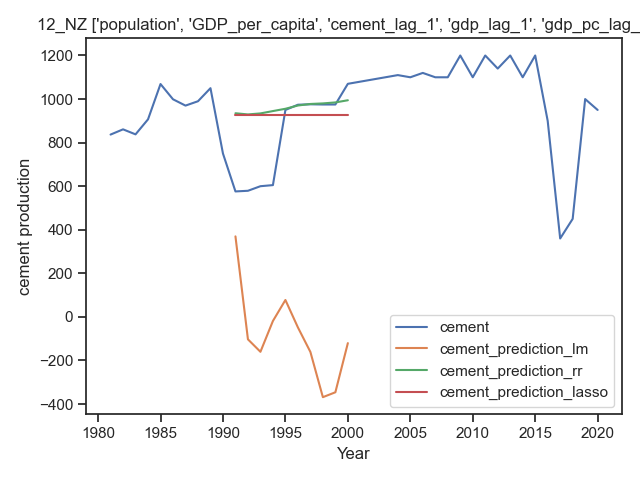 12_NZ ['population', 'GDP_per_capita', 'cement_lag_1', 'gdp_lag_1', 'gdp_pc_lag_
1200
1000
800
600
400
200
0
−200
−400
cement production
cement
cement_prediction_lm
cement_prediction_rr
cement_prediction_lasso
1980 1985 1990 1995 2000 2005 2010 2015 2020
Year